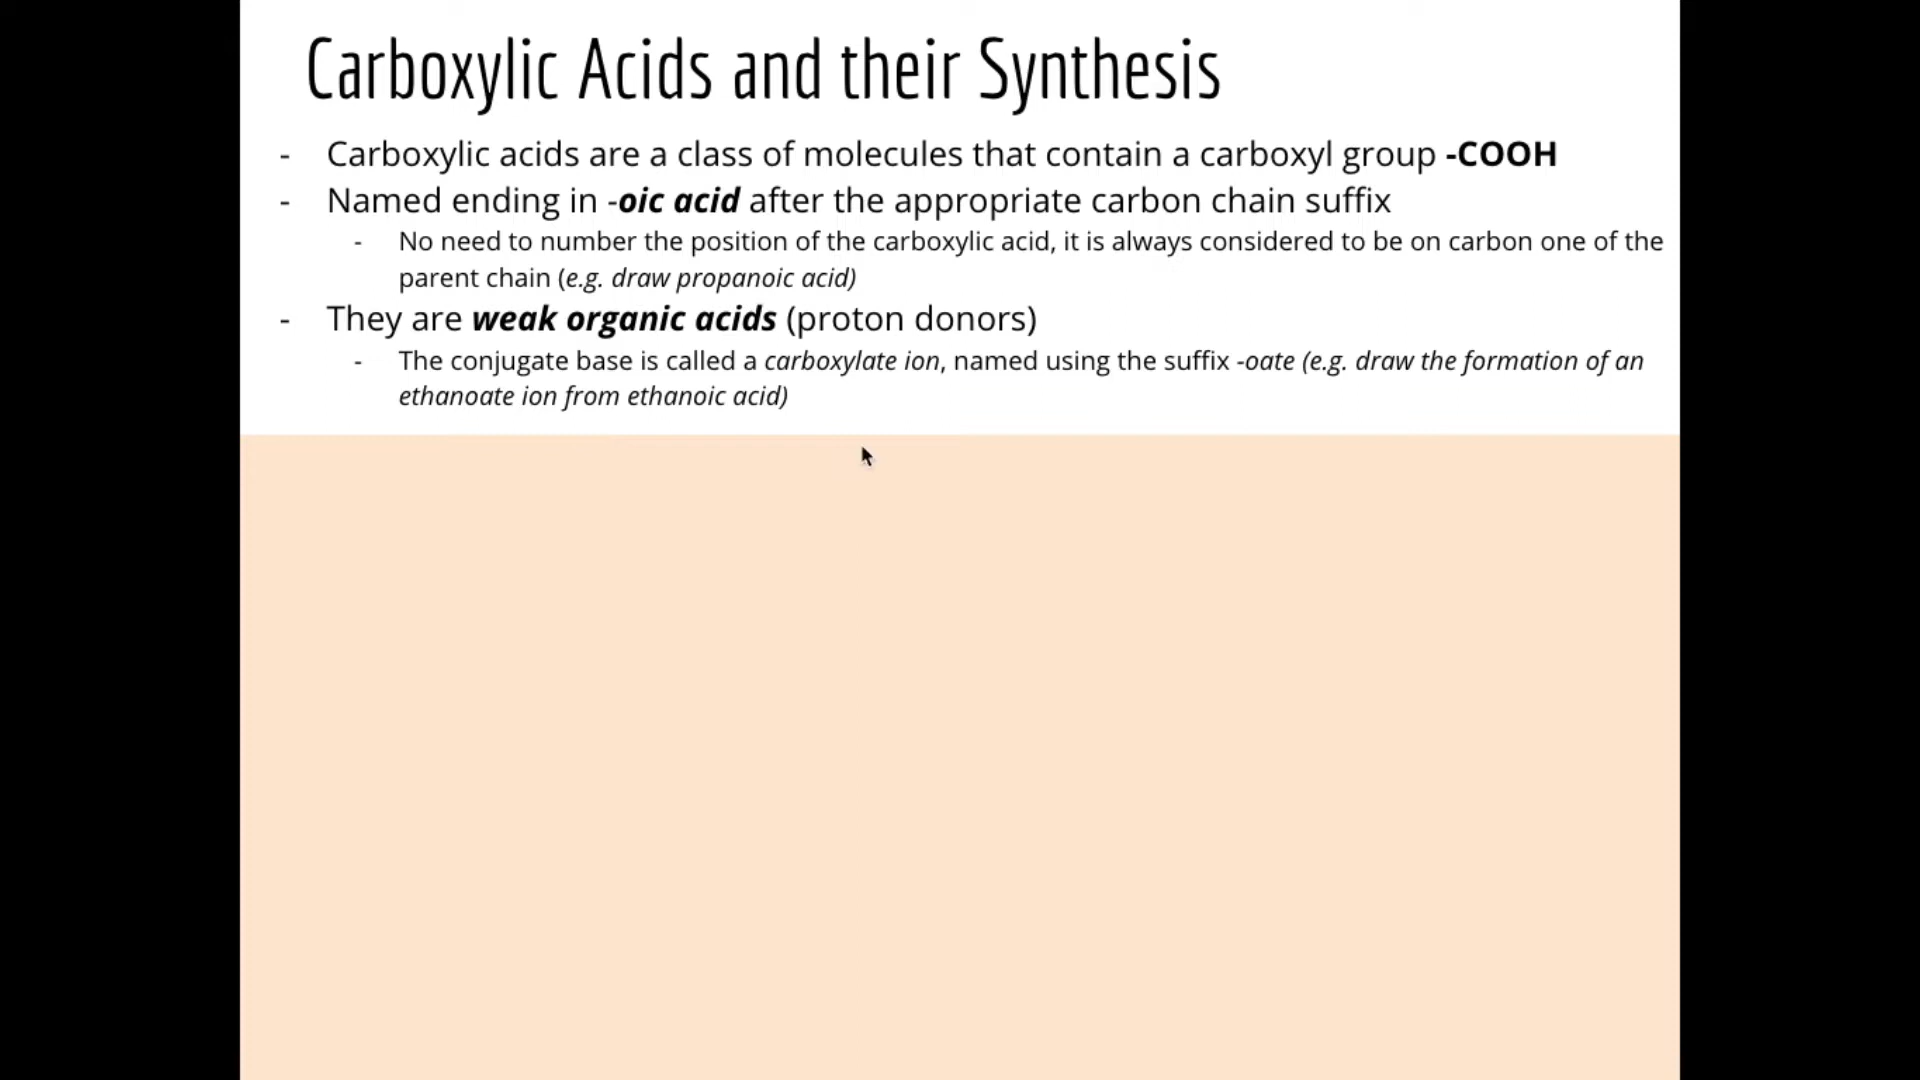 Carboxylic Acids and their Synthesis
- Carboxylic acids are a class of molecules that contain a carboxyl group -COOH
- Named ending in -oic acid after the appropriate carbon chain suffix
- No need to number the position of the carboxylic acid, it is always considered to be on carbon one of the
parent chain (e.g. draw propanoic acid)
- They are weak organic acids (proton donors)
- The conjugate base is called a carboxylate ion, named using the suffix -oate (e.g. draw the formation of an
ethanoate ion from ethanoic acid)